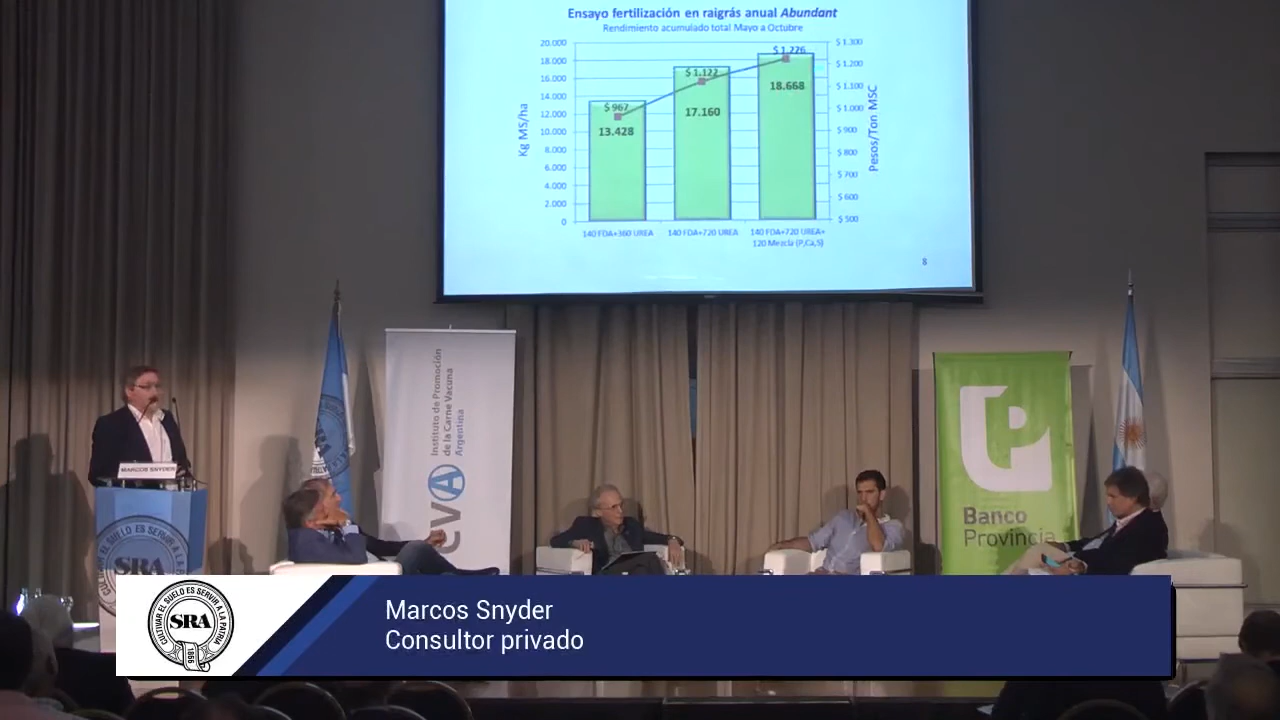 Ensayo fertilización en raigrás anual Abundant
Rendimiento acumulado total Mayo a Octubre
20.000
18.000
16.000
14.000
12.000
10.000
8.000
6.000
4.000
2.000
0
Kg MS/ha
$ 967
13.428
$ 1.122
17.160
$ 1.226
18.668
$ 1.300
$ 1.200
$ 1.100
$ 1.000
$ 900
$ 800
$ 700
$ 600
$ 500
Pesos/Ton MSC
140 FDA+360 UREA
140 FDA+720 UREA
140 FDA+720 UREA+
120 Mezcla (P,Ca,S)
8
MARCOS SNYDER
SRA
Instituto de Promoción
de la Carne Vacuna
Argentina
CVA
Banco
Provincia
CULTIVAR EL SUELO ES SERVIR A LA PATRIA
SRA
1866
Marcos Snyder
Consultor privado